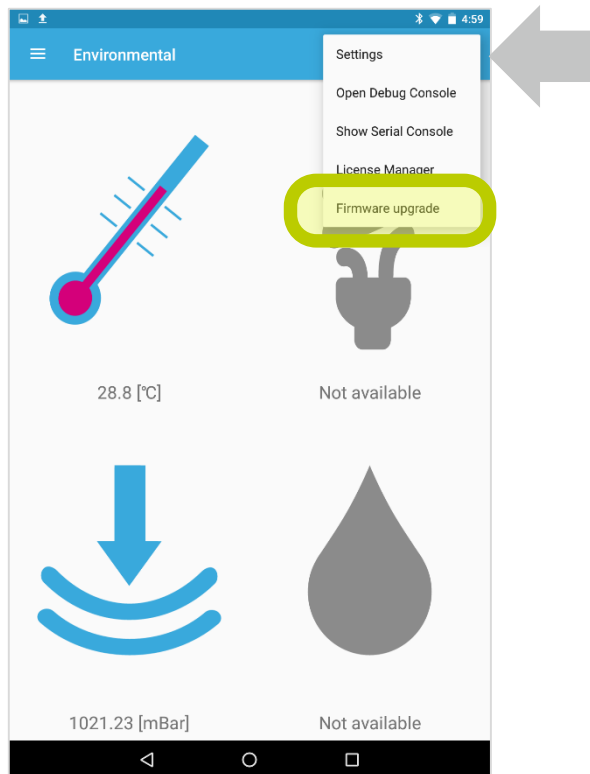 4:59
Environmental
Settings
Open Debug Console
Show Serial Console
License Manager
Firmware upgrade
28.8 [℃]
Not available
1021.23 [mBar]
Not available